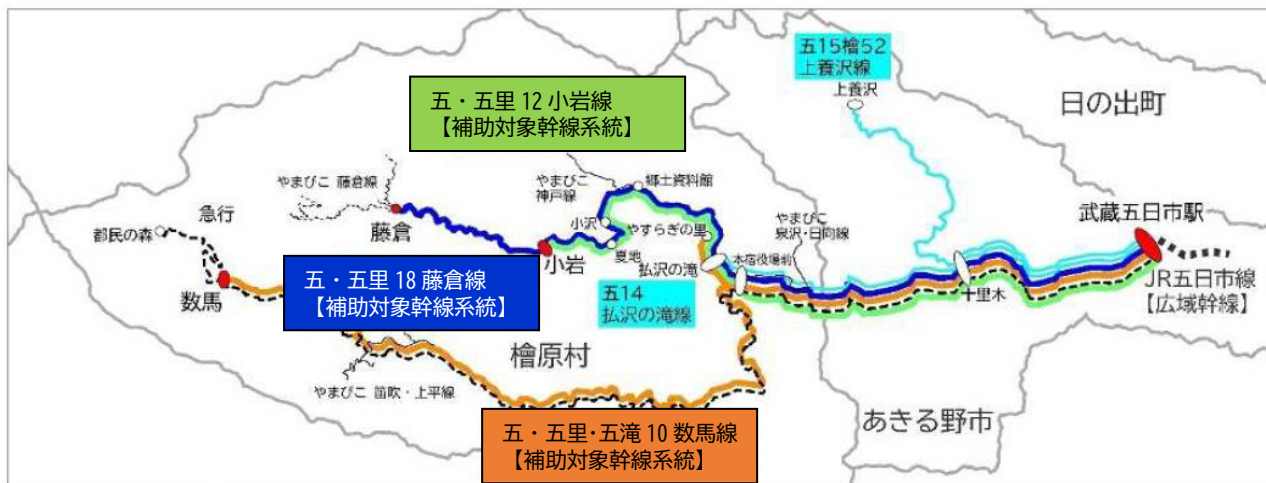 五15檜52
上養沢線
上養沢
日の出町
五・五里 12 小岩線
【補助対象幹線系統】
やまびこ 藤倉線
やまびこ
神戸線
郷土資料館
急行
都民の森
藤倉
小沢
やすらぎの里
やまびこ
泉沢・日向線
武蔵五日市駅
小岩
夏地
払沢の滝
本宿役場前
数馬
五・五里 18 藤倉線
【補助対象幹線系統】
五14
払沢の滝線
十里木
JR五日市線
【広域幹線】
檜原村
やまびこ 笛吹・上平線
五・五里・五滝 10 数馬線
【補助対象幹線系統】
あきる野市